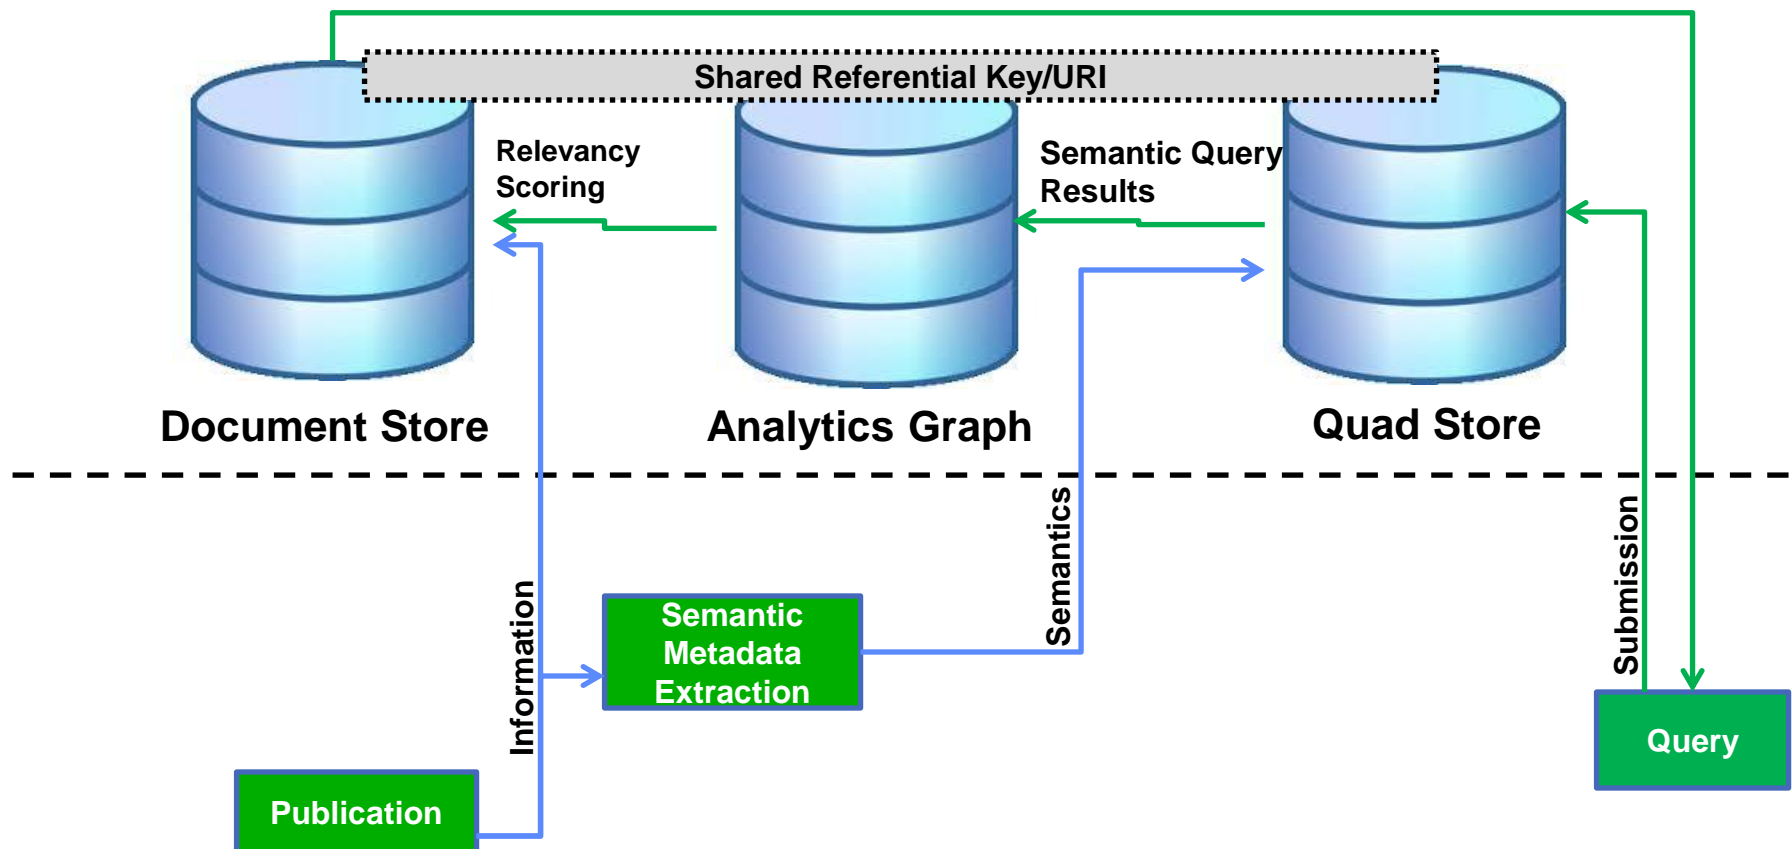 Shared Referential Key/URI
Relevancy
Scoring
Semantic Query
Results
Document Store
Analytics Graph
Quad Store
Information
Semantic
Metadata
Extraction
Semantics
Submission
Query
Publication